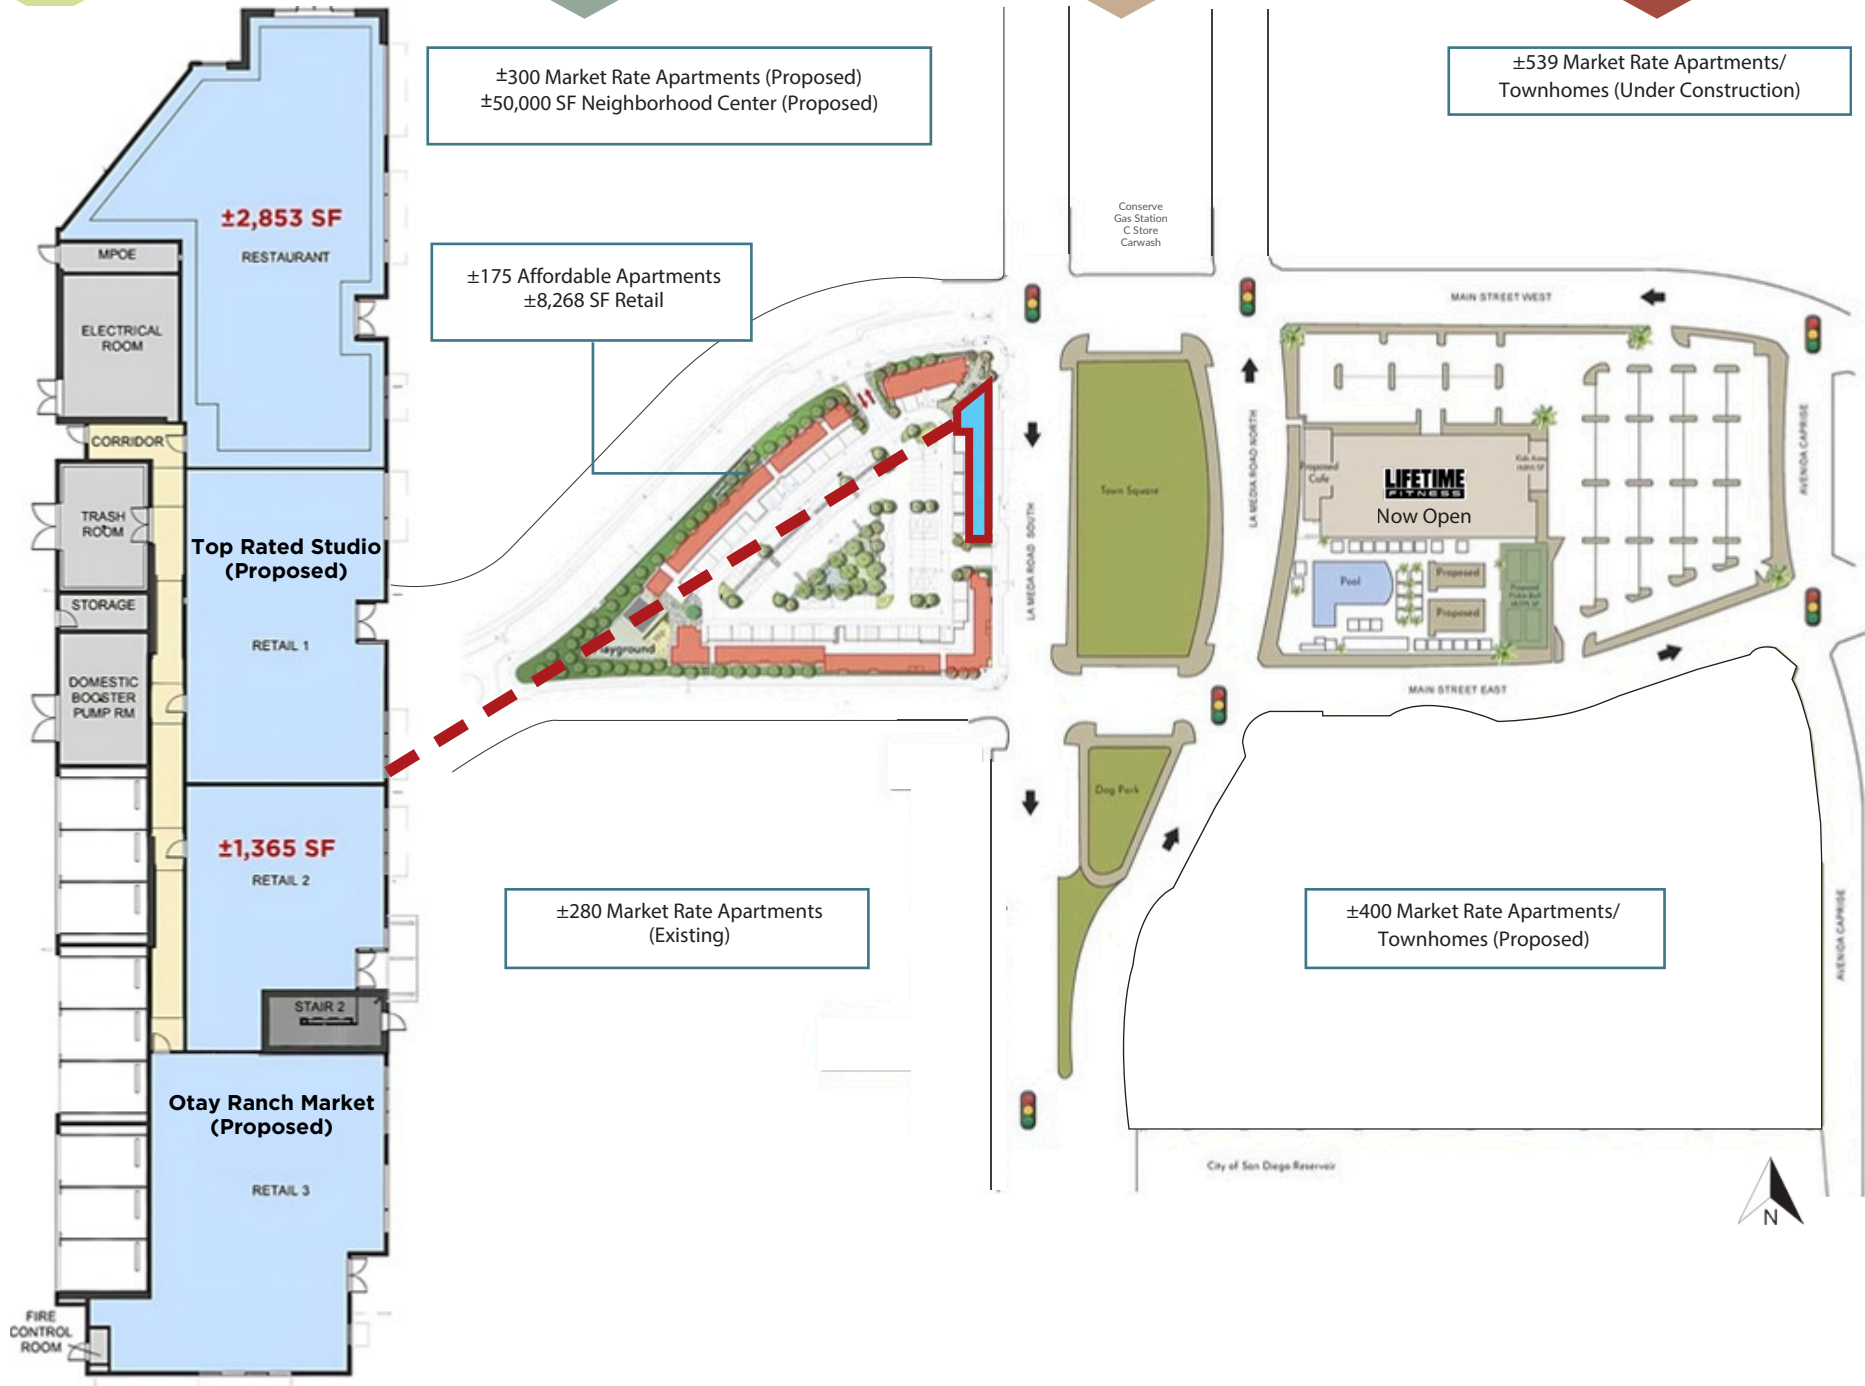 ±2,853 SF
RESTAURANT
MPOE
ELECTRICAL
ROOM
CORRIDOR
TRASH
ROOM
Top Rated Studio
(Proposed)
STORAGE
RETAIL 1
DOMESTIC
BOOSTER
PUMP RM
±1,365 SF
RETAIL 2
STAIR 2
Otay Ranch Market
(Proposed)
RETAIL 3
FIRE
CONTROL
ROOM
±300 Market Rate Apartments (Proposed)
±50,000 SF Neighborhood Center (Proposed)
±539 Market Rate Apartments/
Townhomes (Under Construction)
Conserve
Gas Station
C Store
Carwash
±175 Affordable Apartments
±8,268 SF Retail
MAIN STREET WEST
LA MEDIA ROAD NORTH
AVENIDA CAPRISE
Town Square
LA MEDIA ROAD SOUTH
Proposed
Cafe
LIFETIME
FITNESS
Now Open
Pool
Proposed
Proposed
MAIN STREET EAST
Dog Park
±280 Market Rate Apartments
(Existing)
±400 Market Rate Apartments/
Townhomes (Proposed)
AVENIDA CAPRISE
City of San Diego Reservoir
N